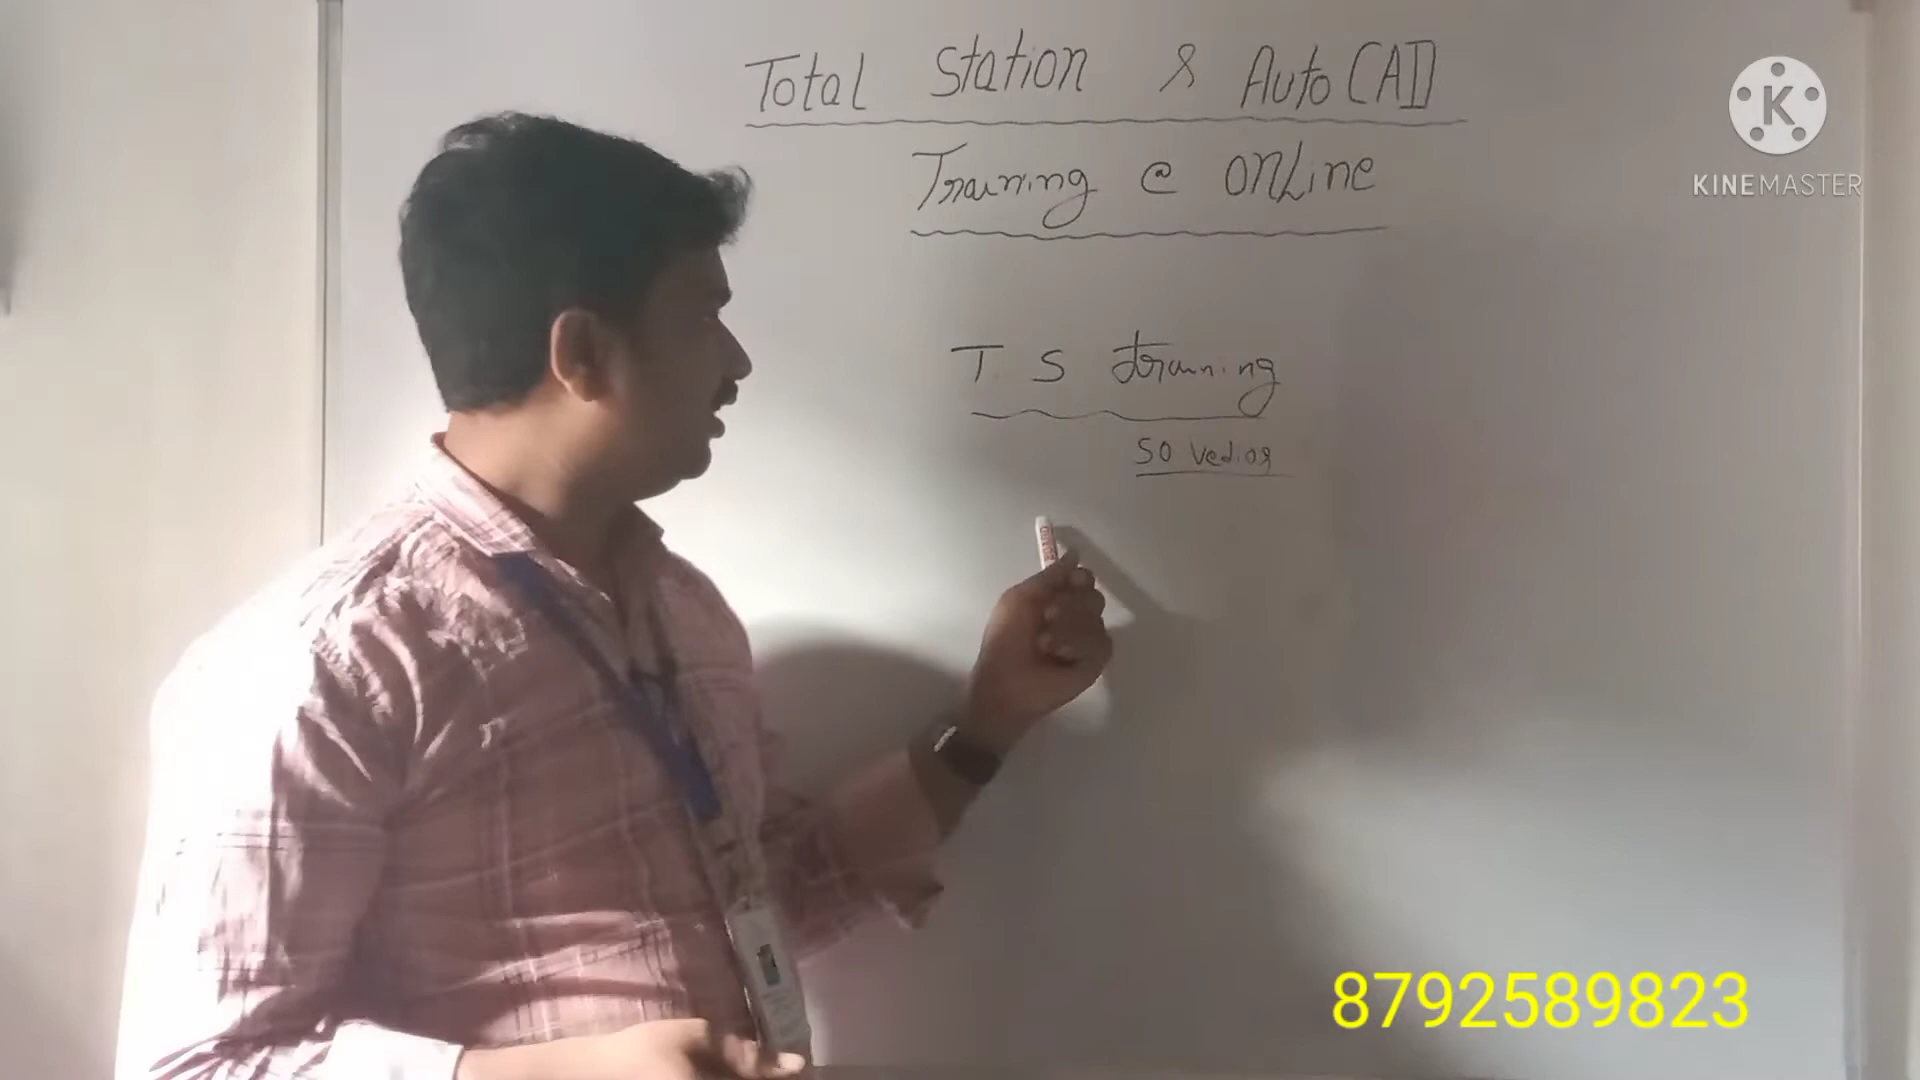 Total Station & AutoCAD
Training @ Online
T S training
50 Vedios
KINEMASTER
8792589823